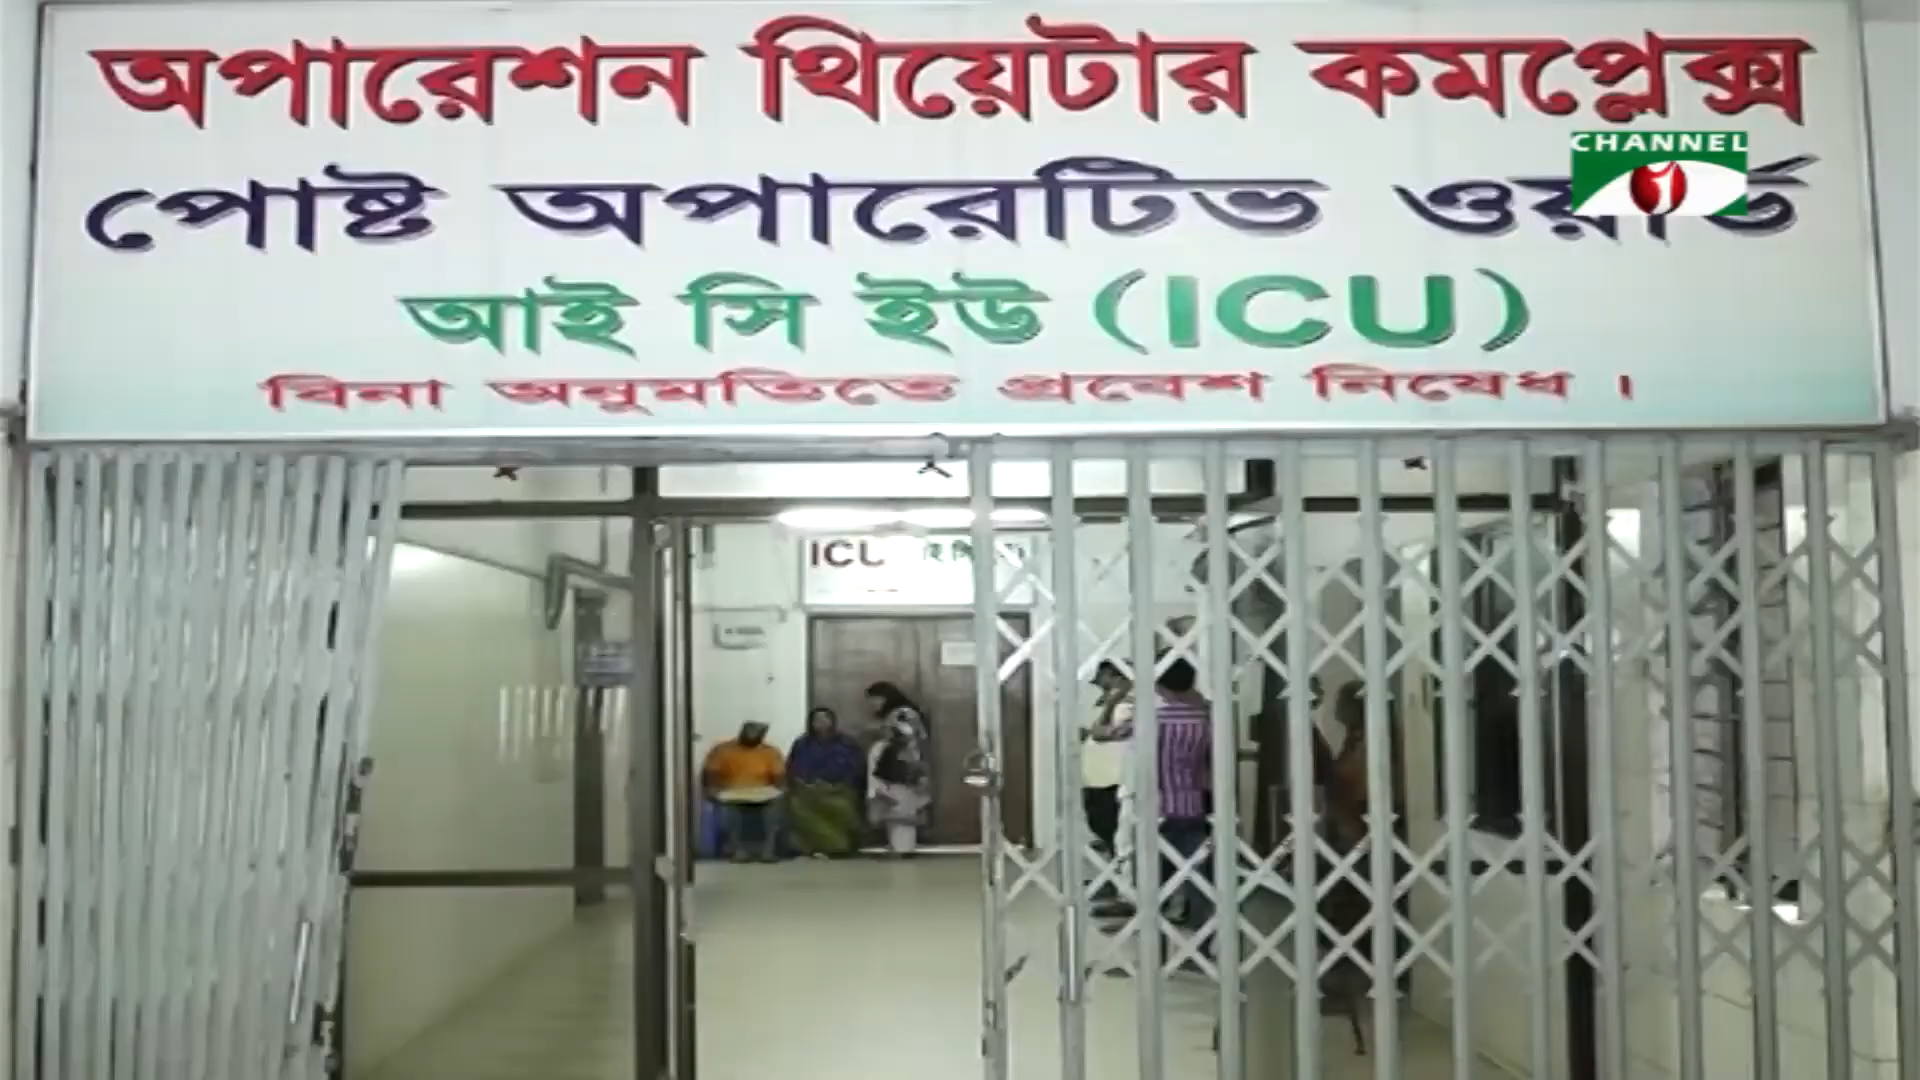 অপারেশন থিয়েটার কমপ্লেক্স
CHANNEL
পোষ্ট অপারেটিভ ওয়ার্ড
আই সি ইউ (ICU)
বিনা অনুমতিতে প্রবেশ নিষেধ।
ICU